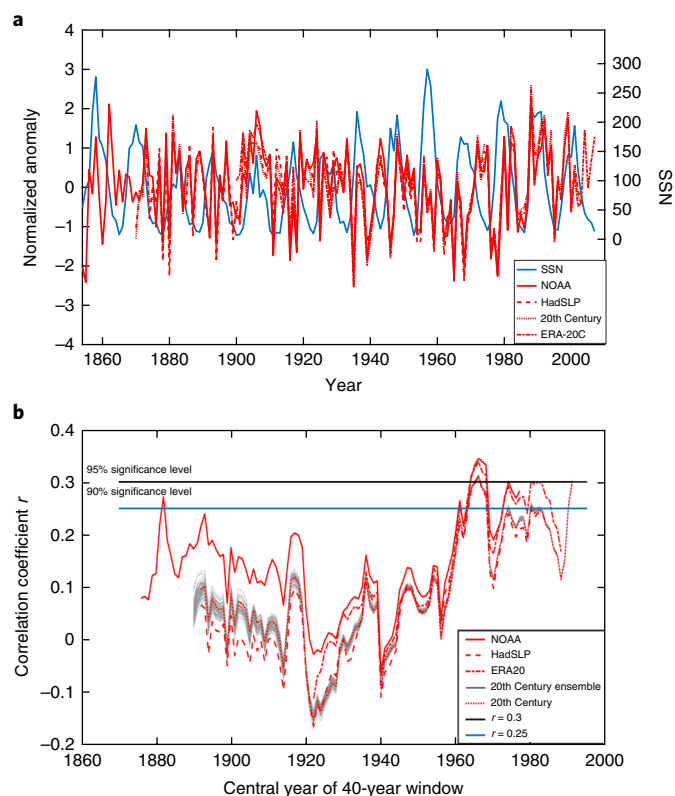 a
4
3
2
1
0
−1
−2
−3
−4
Normalized anomaly
300
250
200
150
100
50
0
SSN
SSN
NOAA
HadSLP
20th Century
ERA-20C
1860 1880 1900 1920 1940 1960 1980 2000
Year
b
0.4
0.3
0.2
0.1
0
−0.1
−0.2
Correlation coefficient r
95% significance level
90% significance level
NOAA
HadSLP
ERA20
20th Century ensemble
20th Century
r = 0.3
r = 0.25
1860 1880 1900 1920 1940 1960 1980 2000
Central year of 40-year window